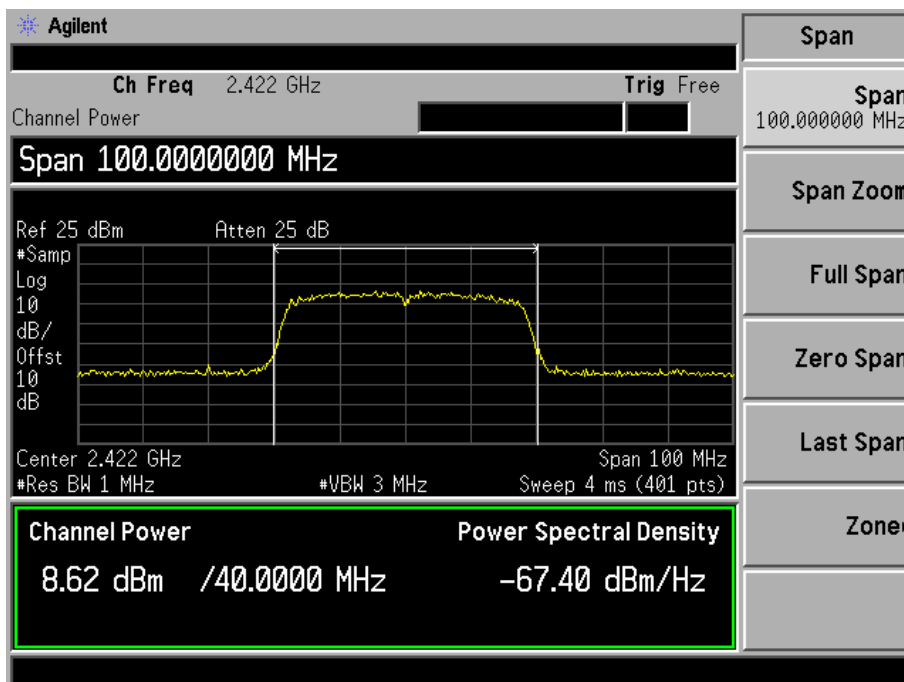 Agilent
Span
Ch Freq 2.422 GHz Trig Free
Channel Power
Span
100.000000 MHz
Span 100.0000000 MHz
Span Zoom
Ref 25 dBm Atten 25 dB
#Samp
Log
10
dB/
Offst
10
dB
Full Span
Zero Span
Last Span
Center 2.422 GHz Span 100 MHz
#Res BW 1 MHz #VBW 3 MHz Sweep 4 ms (401 pts)
Channel Power Power Spectral Density
8.62 dBm /40.0000 MHz -67.40 dBm/Hz
Zone